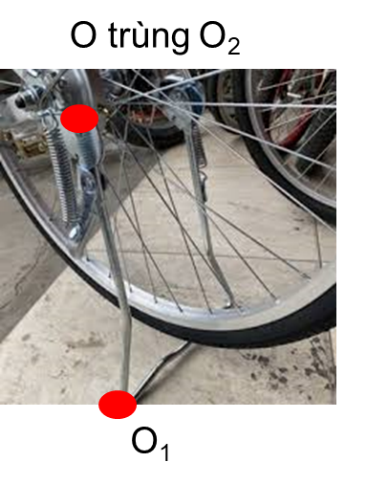 O trùng O₂
O₁